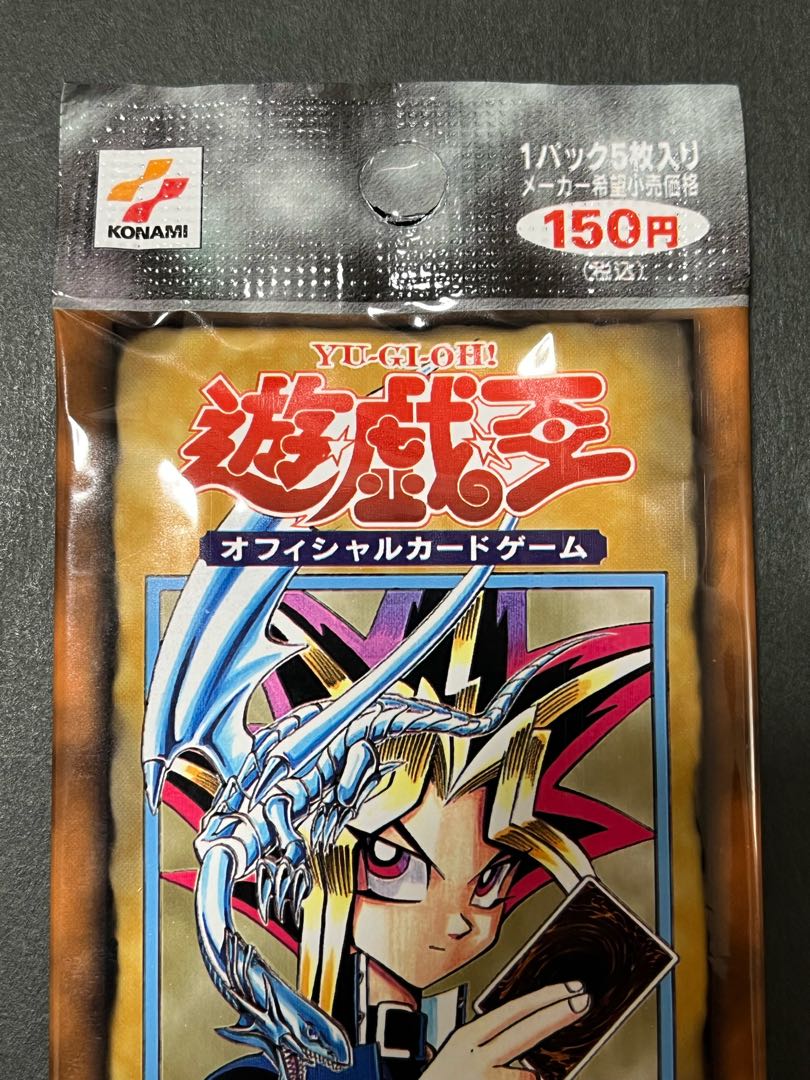 KONAMI
1パック5枚入り
メーカー希望小売価格
150円
(税込)
YU-GI-OH!
遊戯王
オフィシャルカードゲーム